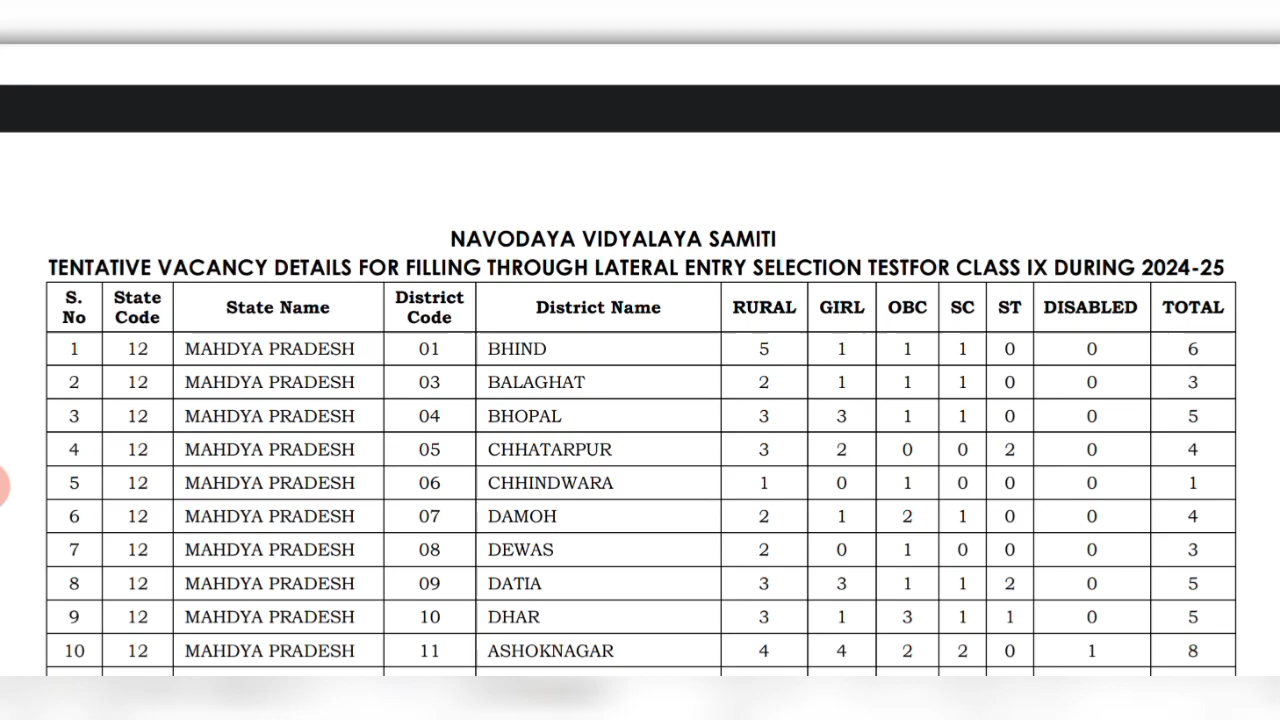 NAVODAYA VIDYALAYA SAMITI
TENTATIVE VACANCY DETAILS FOR FILLING THROUGH LATERAL ENTRY SELECTION TESTFOR CLASS IX DURING 2024-25
S. No State Code State Name District Code District Name RURAL GIRL OBC SC ST DISABLED TOTAL
1 12 MAHDYA PRADESH 01 BHIND 5 1 1 1 0 0 6
2 12 MAHDYA PRADESH 03 BALAGHAT 2 1 1 1 0 0 3
3 12 MAHDYA PRADESH 04 BHOPAL 3 3 1 1 0 0 5
4 12 MAHDYA PRADESH 05 CHHATARPUR 3 2 0 0 2 0 4
5 12 MAHDYA PRADESH 06 CHHINDWARA 1 0 1 0 0 0 1
6 12 MAHDYA PRADESH 07 DAMOH 2 1 2 1 0 0 4
7 12 MAHDYA PRADESH 08 DEWAS 2 0 1 0 0 0 3
8 12 MAHDYA PRADESH 09 DATIA 3 3 1 1 2 0 5
9 12 MAHDYA PRADESH 10 DHAR 3 1 3 1 1 0 5
10 12 MAHDYA PRADESH 11 ASHOKNAGAR 4 4 2 2 0 1 8